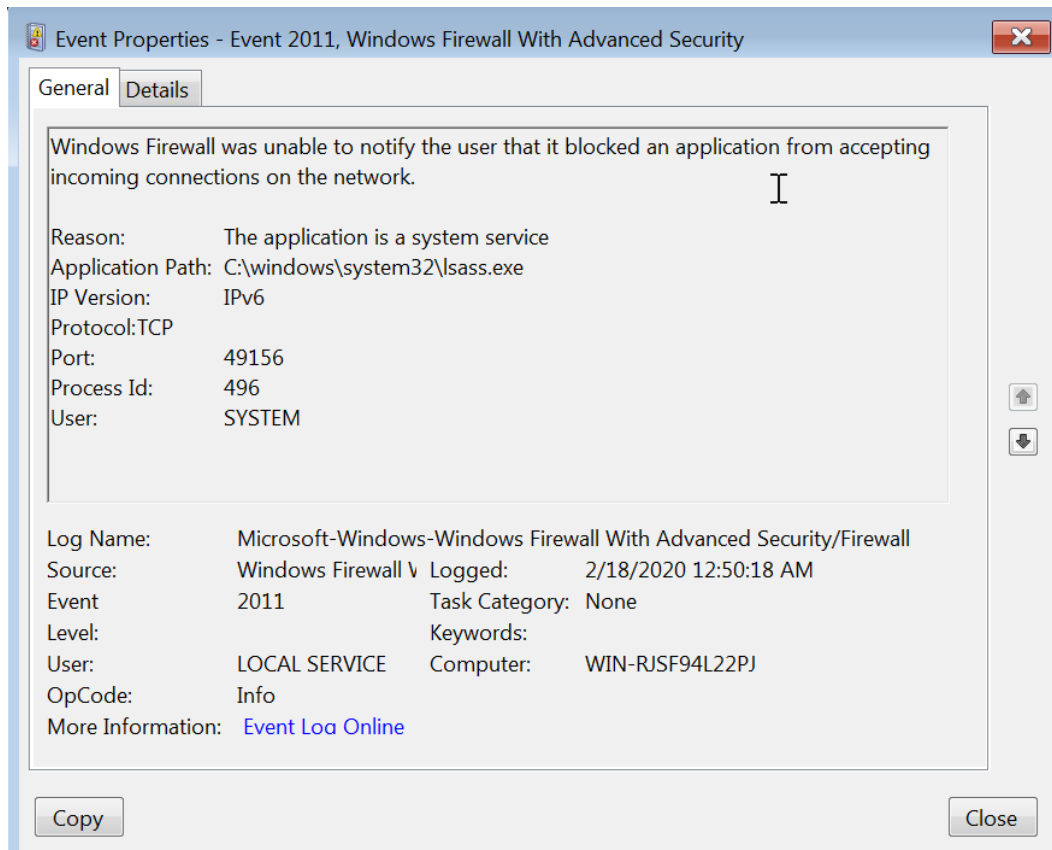 Event Properties - Event 2011, Windows Firewall With Advanced Security
General Details
Windows Firewall was unable to notify the user that it blocked an application from accepting
incoming connections on the network.
Reason: The application is a system service
Application Path: C:\windows\system32\lsass.exe
IP Version: IPv6
Protocol:TCP
Port: 49156
Process Id: 496
User: SYSTEM
Log Name: Microsoft-Windows-Windows Firewall With Advanced Security/Firewall
Source: Windows Firewall W Logged: 2/18/2020 12:50:18 AM
Event 2011 Task Category: None
Level: Keywords:
User: LOCAL SERVICE Computer: WIN-RJSF94L22PJ
OpCode: Info
More Information: Event Log Online
Copy Close